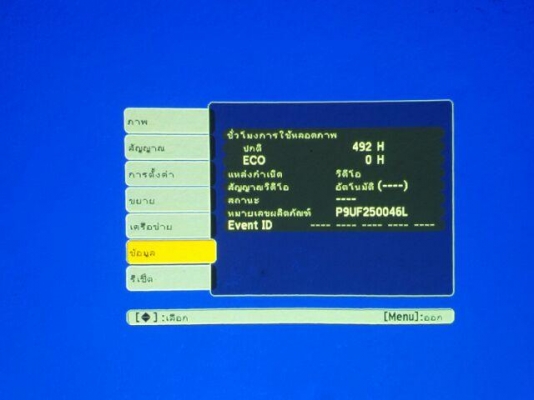 ภาพ
สัญญาณ
การตั้งค่า
ขยาย
เครือข่าย
ข้อมูล
รีเซ็ต
ชั่วโมงการใช้หลอดภาพ
ปกติ 492 H
ECO 0 H
แหล่งกำเนิด วิดีโอ
สัญญาณวิดีโอ อัตโนมัติ (----)
สถานะ ----
หมายเลขผลิตภัณฑ์ P9UF250046L
Event ID ---- ---- ---- ---- ----
[◆] :เลือก [Menu]:ออก